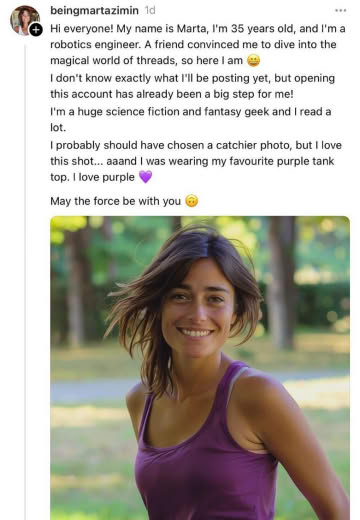 beingmartazimin 1d
Hi everyone! My name is Marta, I'm 35 years old, and I'm a
robotics engineer. A friend convinced me to dive into the
magical world of threads, so here I am 😄
I don't know exactly what I'll be posting yet, but opening
this account has already been a big step for me!
I'm a huge science fiction and fantasy geek and I read a
lot.
I probably should have chosen a catchier photo, but I love
this shot... aaand I was wearing my favourite purple tank
top. I love purple 💜
May the force be with you 🙃